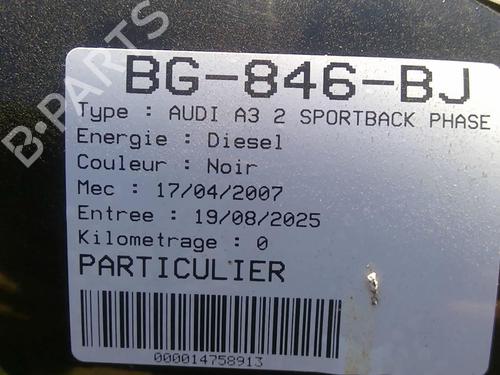 BG-846-BJ
Type : AUDI A3 2 SPORTBACK PHASE
Energie : Diesel
Couleur : Noir
Mec : 17/04/2007
Entree : 19/08/2025
Kilometrage : 0
PARTICULIER
000014758913
B-PARTS